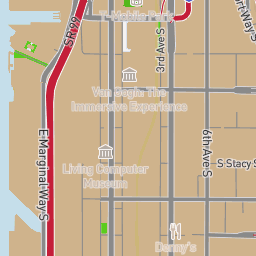 T-Mobile Park
SR 99
3rd Ave S
Van Gogh: The
Immersive Experience
E Marginal Way S
6th Ave S
Living Computer
Museum
S Stacy S
Denny's